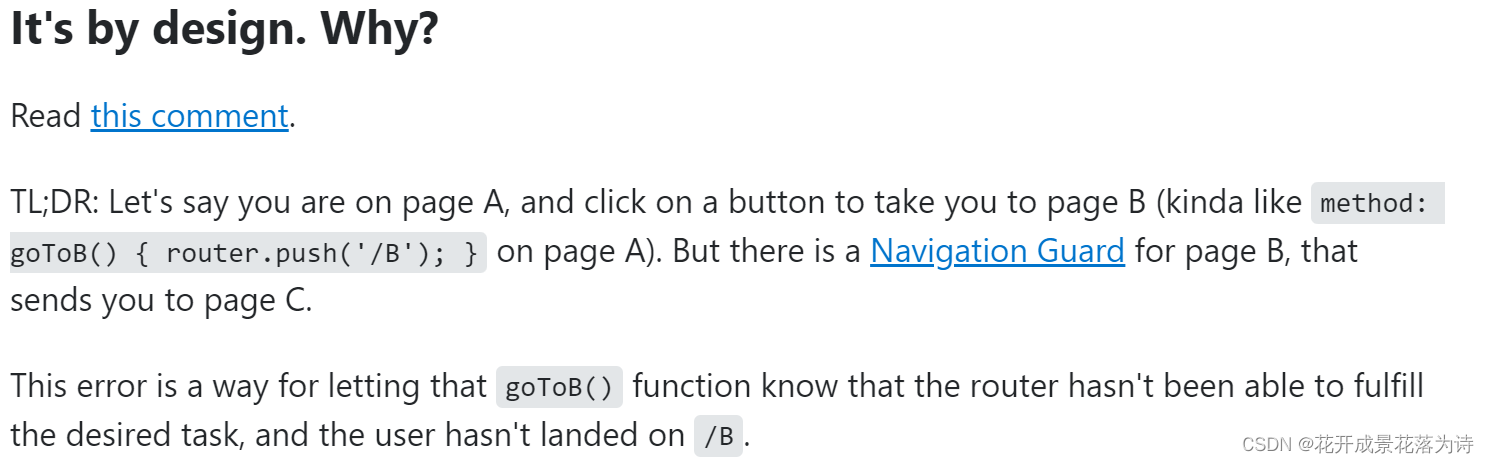 It's by design. Why?
Read this comment.
TL;DR: Let's say you are on page A, and click on a button to take you to page B (kinda like method:
goToB() { router.push('/B'); } on page A). But there is a Navigation Guard for page B, that
sends you to page C.
This error is a way for letting that goToB() function know that the router hasn't been able to fulfill
the desired task, and the user hasn't landed on /B.
CSDN @花开成景花落为诗